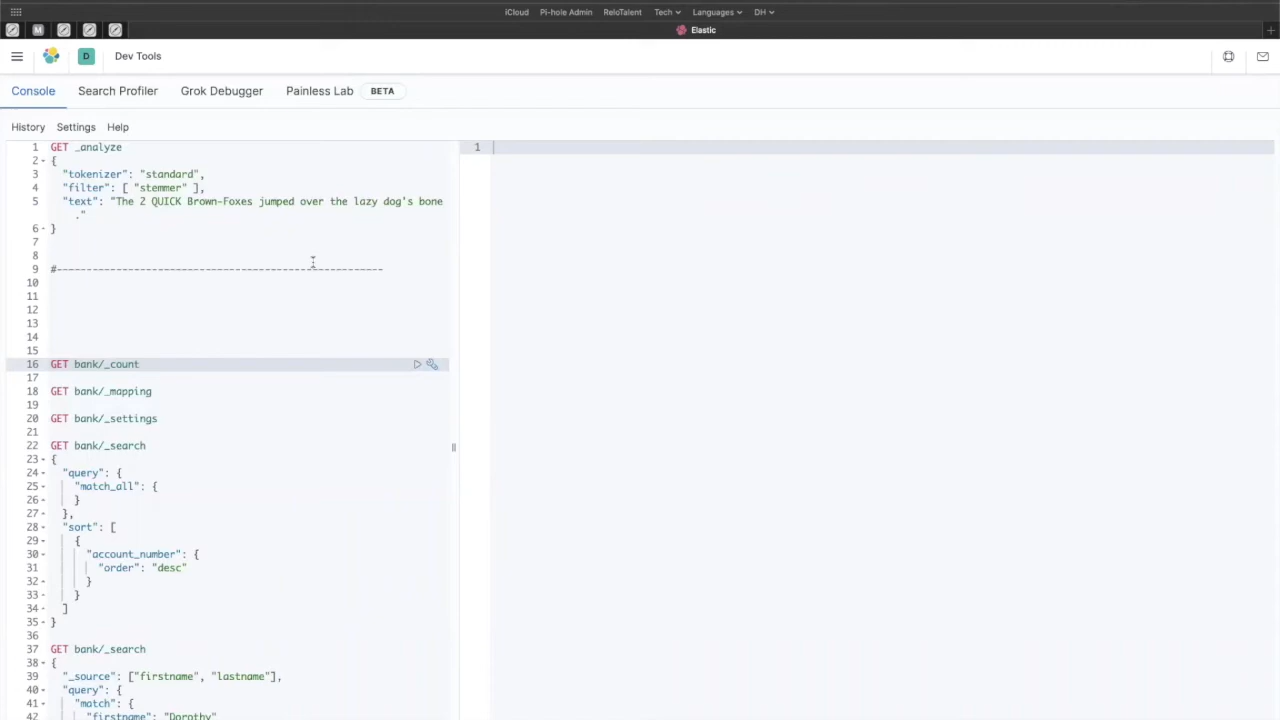 iCloud Pi-hole Admin ReloTalent Tech Languages DH
M
Elastic
D Dev Tools
Console Search Profiler Grok Debugger Painless Lab BETA
History Settings Help
1 GET _analyze
2 {
3 "tokenizer": "standard",
4 "filter": [ "stemmer" ],
5 "text": "The 2 QUICK Brown-Foxes jumped over the lazy dog's bone
."
6 }
7
8
9 #-------------------------------------------------------
10
11
12
13
14
15
16 GET bank/_count
17
18 GET bank/_mapping
19
20 GET bank/_settings
21
22 GET bank/_search
23 {
24 "query": {
25 "match_all": {
26 }
27 },
28 "sort": [
29 {
30 "account_number": {
31 "order": "desc"
32 }
33 }
34 ]
35 }
36
37 GET bank/_search
38 {
39 "_source": ["firstname", "lastname"],
40 "query": {
41 "match": {
42 "firstname": "Dorothy"
1